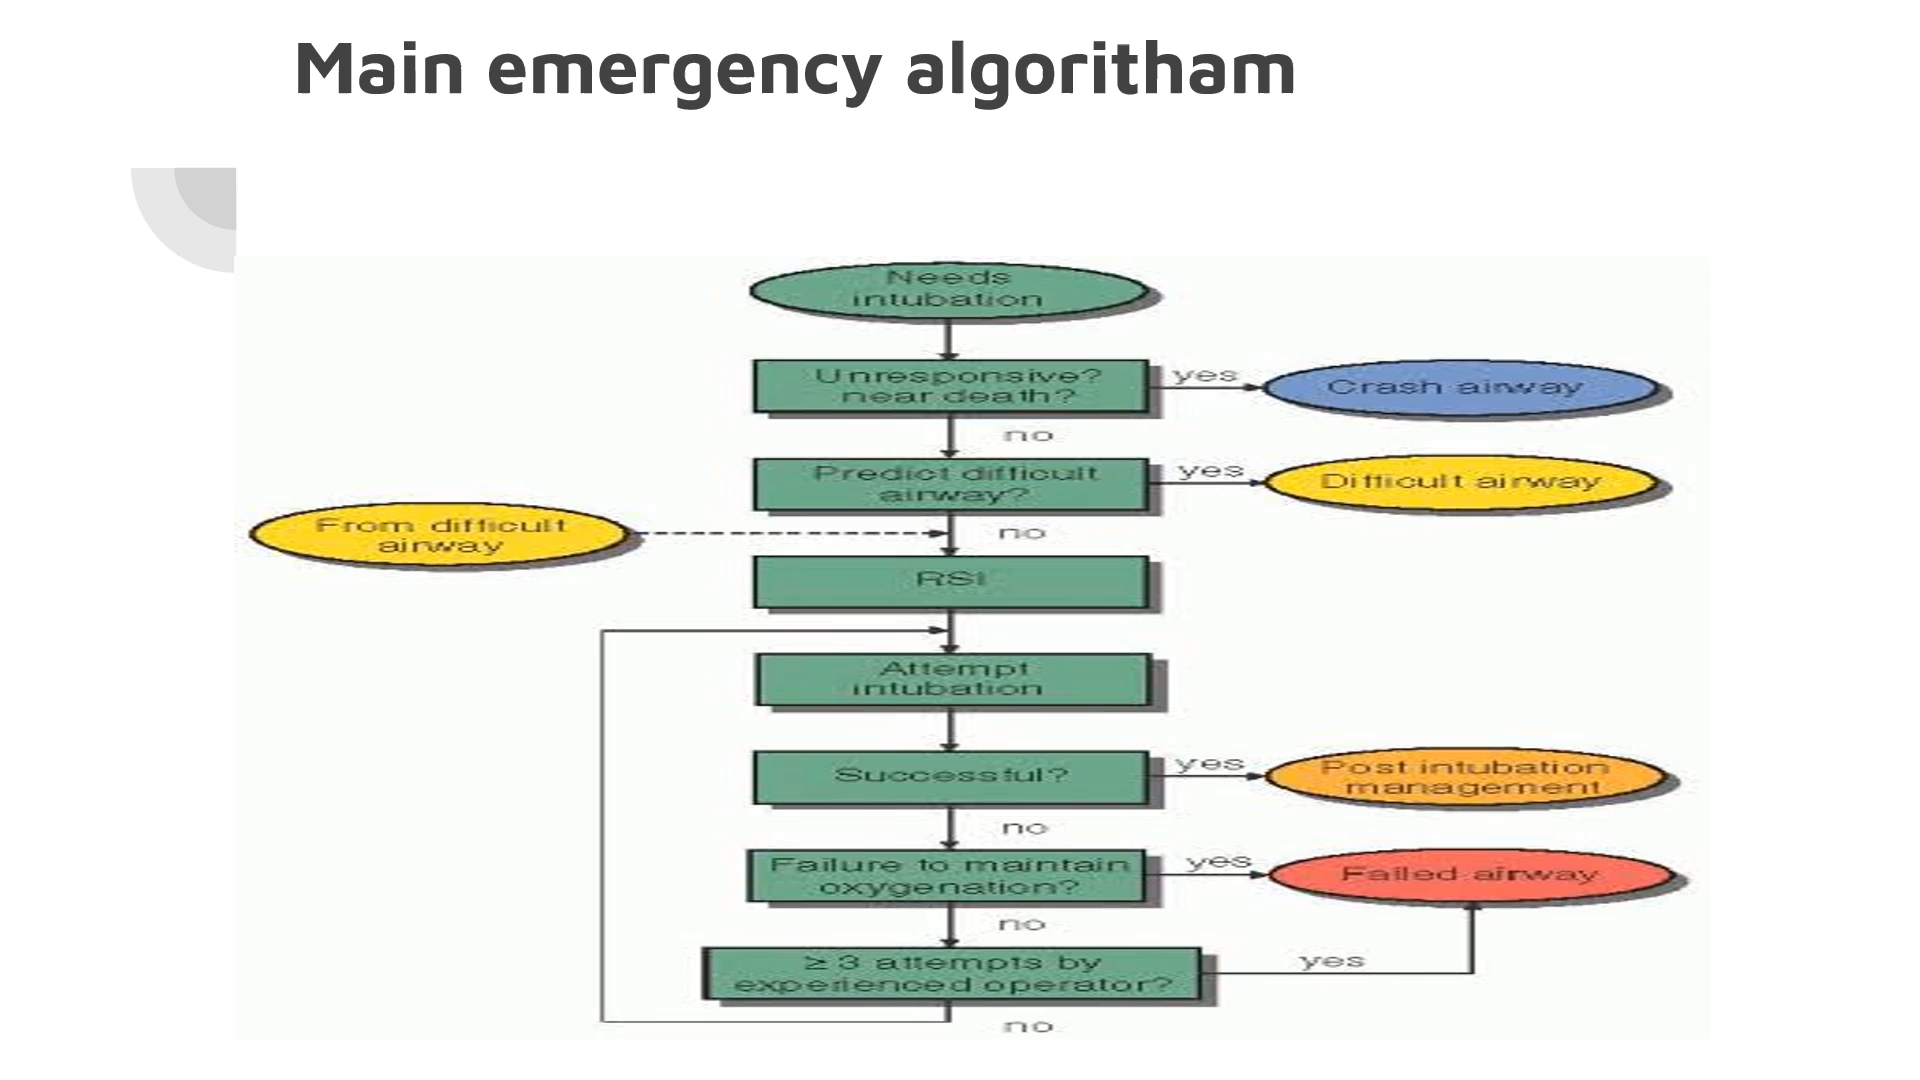 Main emergency algoritham
Needs
intubation
Unresponsive?
near death?
yes
Crash airway
no
Predict difficult
airway?
yes
Difficult airway
From difficult
airway
no
RSI
Attempt
intubation
Successful?
yes
Post intubation
management
no
Failure to maintain
oxygenation?
yes
Failed airway
no
≥ 3 attempts by
experienced operator?
yes
no